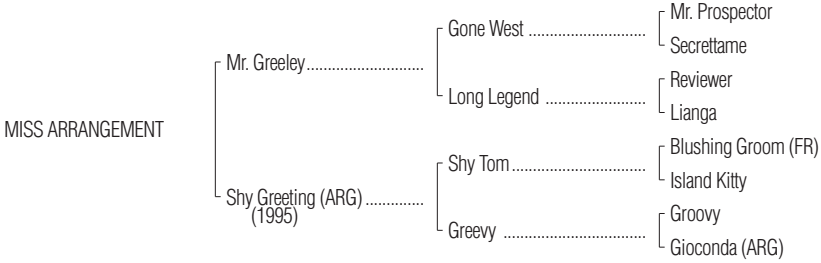 Mr. Prospector
Gone West ............................
Secrettame
Mr. Greeley............................
Reviewer
Long Legend ........................
Lianga
MISS ARRANGEMENT
Blushing Groom (FR)
Shy Tom................................
Island Kitty
Shy Greeting (ARG) ..............
(1995)
Groovy
Greevy ..................................
Gioconda (ARG)